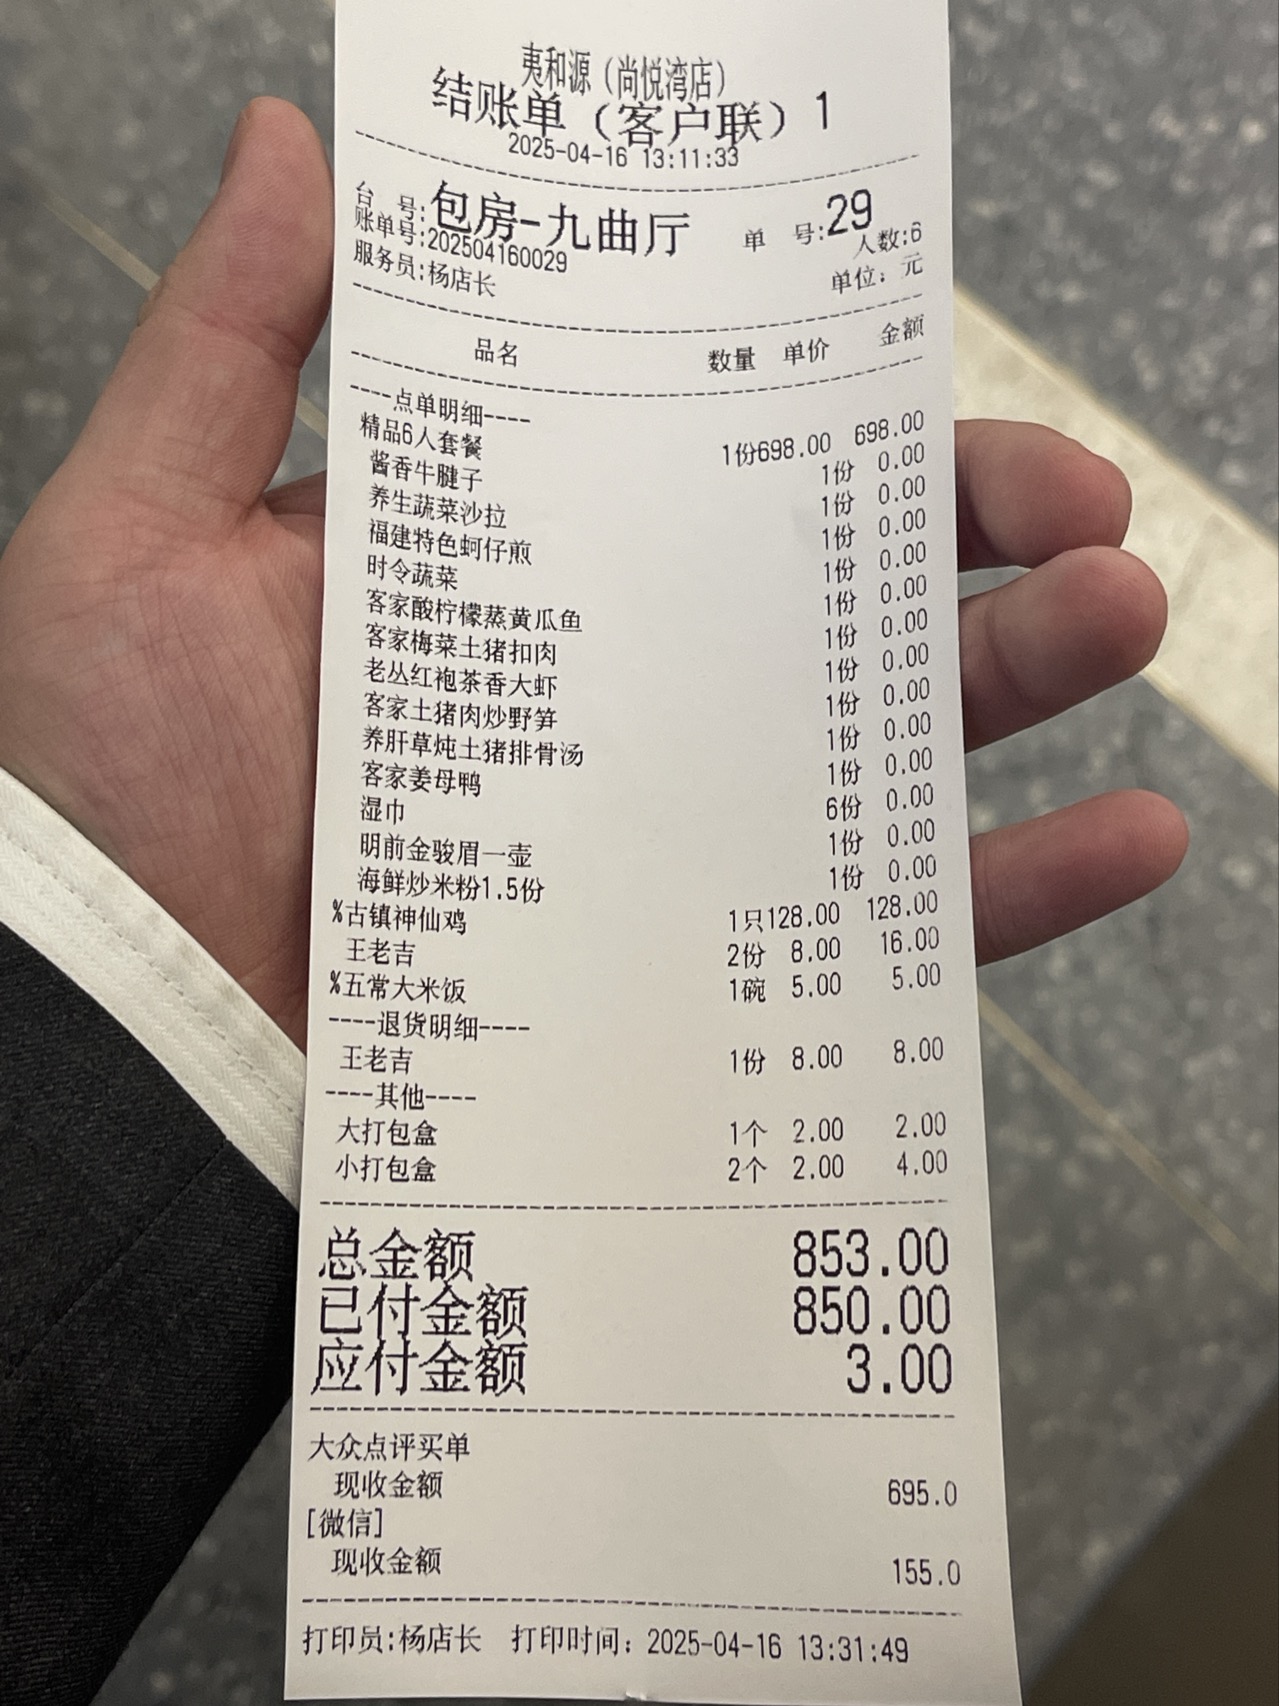 夷和源（尚悦湾店）
结账单（客户联）1
2025-04-16 13:11:33
台 号:包房-九曲厅 单 号:29
账单号:202504160029 人数:6
服务员:杨店长 单位：元
品名 数量 单价 金额
----点单明细----
精品6人套餐 1份698.00 698.00
酱香牛腱子 1份 0.00
养生蔬菜沙拉 1份 0.00
福建特色蚵仔煎 1份 0.00
时令蔬菜 1份 0.00
客家酸柠檬蒸黄瓜鱼 1份 0.00
客家梅菜土猪扣肉 1份 0.00
老丛红袍茶香大虾 1份 0.00
客家土猪肉炒野笋 1份 0.00
养肝草炖土猪排骨汤 1份 0.00
客家姜母鸭 1份 0.00
湿巾 6份 0.00
明前金骏眉一壶 1份 0.00
海鲜炒米粉1.5份 1份 0.00
%古镇神仙鸡 1只128.00 128.00
王老吉 2份 8.00 16.00
%五常大米饭 1碗 5.00 5.00
----退货明细----
王老吉 1份 8.00 8.00
----其他----
大打包盒 1个 2.00 2.00
小打包盒 2个 2.00 4.00
总金额 853.00
已付金额 850.00
应付金额 3.00
大众点评买单
现收金额 695.0
[微信]
现收金额 155.0
打印员:杨店长 打印时间：2025-04-16 13:31:49